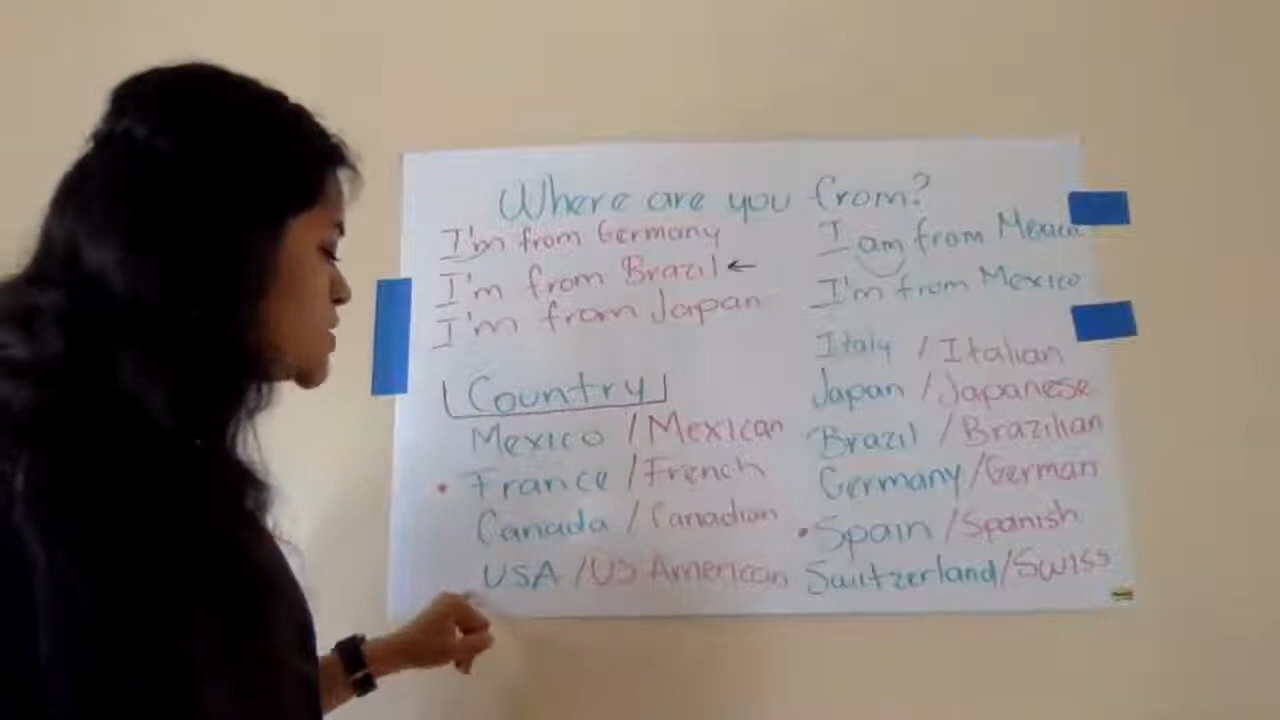 Where are you from?
I'm from Germany
I'm from Brazil ←
I'm from Japan
I am from Mexico
I'm from Mexico
Country
Mexico / Mexican
• France / French
Canada / Canadian
USA / US American
Italy / Italian
Japan / Japanese
Brazil / Brazilian
Germany / German
• Spain / Spanish
Switzerland / Swiss